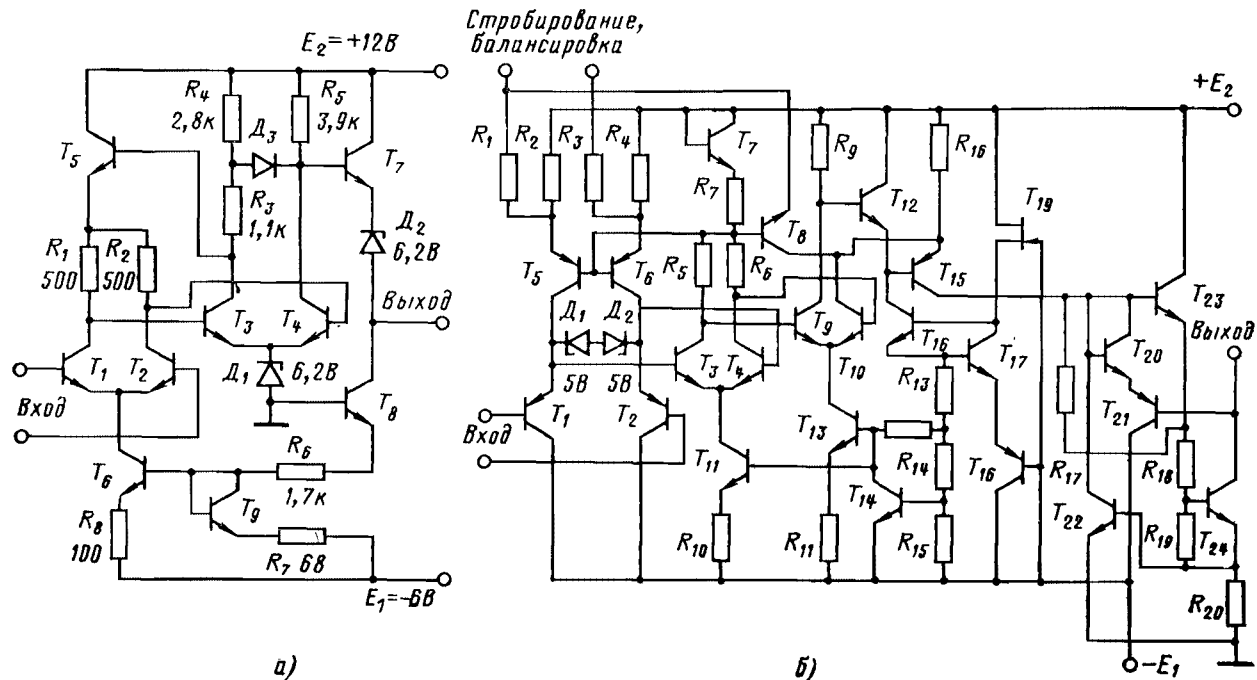 Стробирование,
балансировка
E₂=+12В
R₄
2,8к
R₅
3,9к
Д₃
T₅
T₇
R₃
1,1к
Д₂
6,2В
R₁
500
R₂
500
Выход
T₃
T₄
T₁
T₂
Д₁
6,2В
T₈
Вход
R₆
1,7к
T₆
T₉
R₈
100
R₇ 68
E₁=-6В
а)
+E₂
R₁
R₂
R₃
R₄
T₇
R₉
R₁₆
R₇
T₁₂
T₁₉
T₈
T₅
T₆
R₅
R₆
T₁₅
T₂₃
Д₁
Д₂
T₉
T₁₆
T₁₇
Выход
T₃
T₄
T₁₀
T₂₀
5В
5В
R₁₃
T₁
T₂
T₁₃
T₂₁
Вход
T₁₁
R₁₄
T₁₆
R₁₇
R₁₈
T₁₄
T₂₂
R₁₀
R₁₁
R₁₅
R₁₉
T₂₄
R₂₀
б)
-E₁